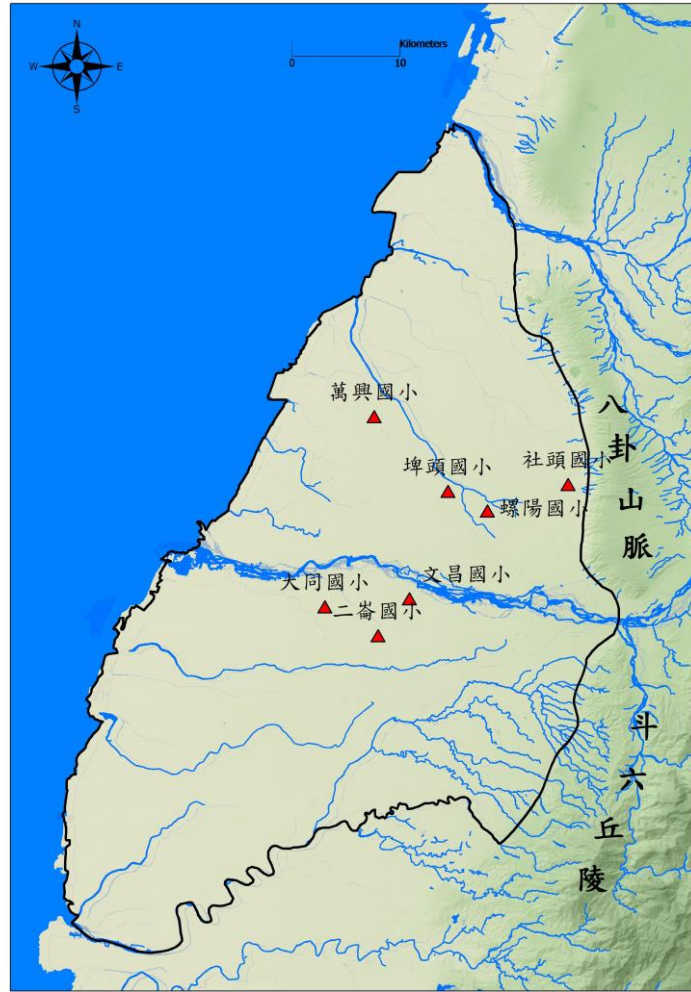 N
W E
S
Kilometers
0 10
萬興國小
埤頭國小
社頭國小
螺陽國小
文昌國小
大同國小
二崙國小
八卦山脈
斗六丘陵